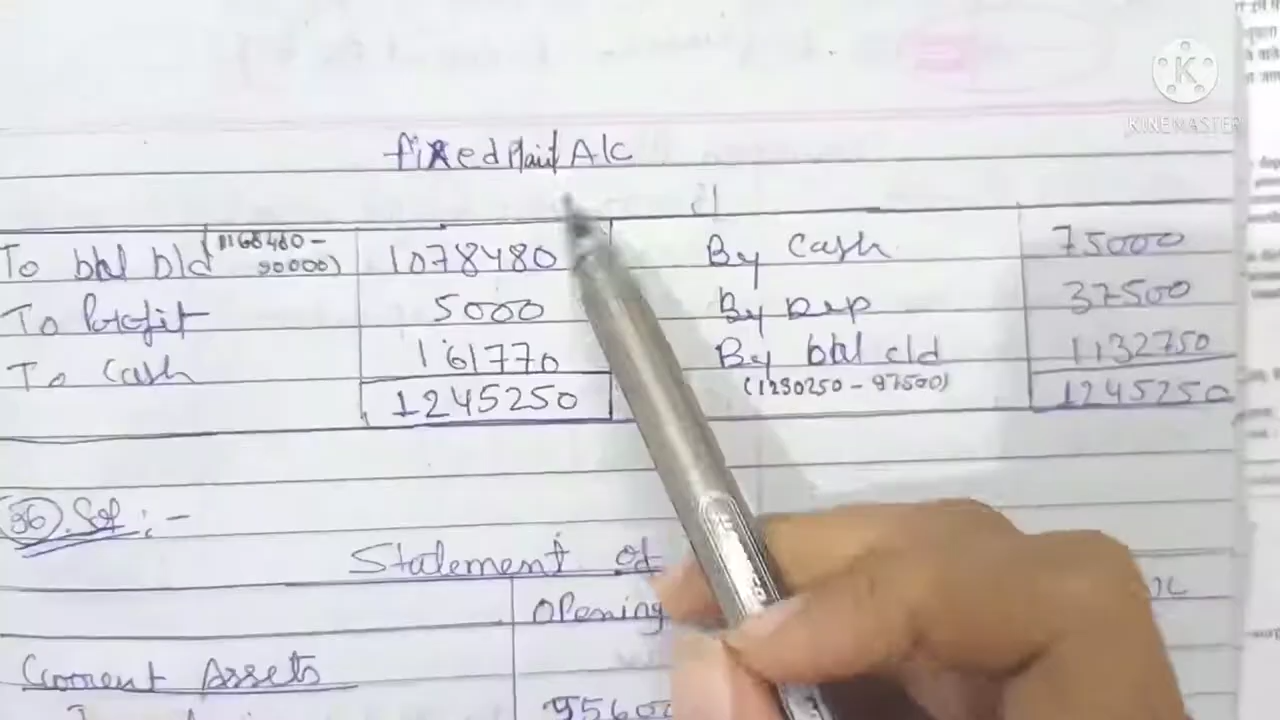 KINEMASTER
fixed Plant A/c
To bal b/d (1168480-
90000) 1078480 By Cash 75000
To Profit 5000 By Dep 37500
To Cash 161770 By bal c/d 1132750
1245250 (1230250-97500) 1245250
36. Sol :-
Statement of
Opening
Current Assets